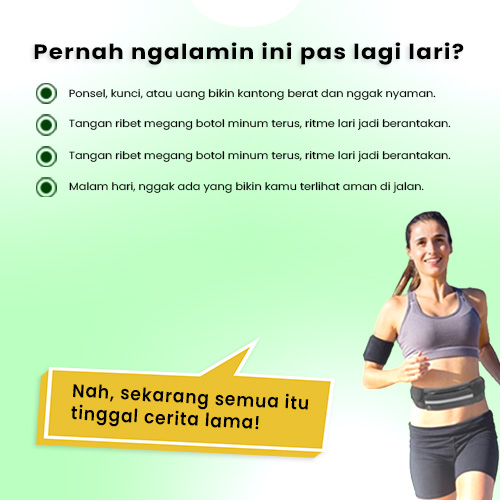 Pernah ngalamin ini pas lagi lari?
Ponsel, kunci, atau uang bikin kantong berat dan nggak nyaman.
Tangan ribet megang botol minum terus, ritme lari jadi berantakan.
Tangan ribet megang botol minum terus, ritme lari jadi berantakan.
Malam hari, nggak ada yang bikin kamu terlihat aman di jalan.
Nah, sekarang semua itu
tinggal cerita lama!